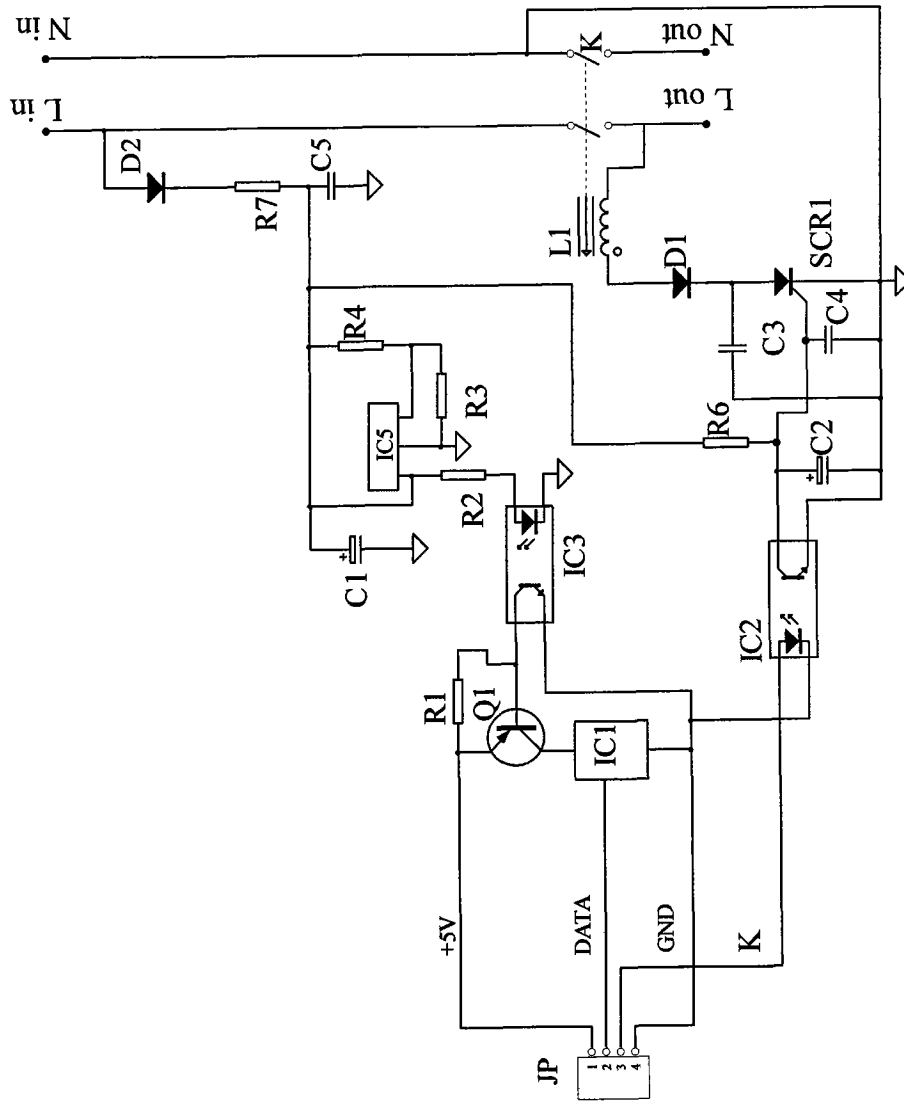 N in
L in
N out
L out
K
D2
R7
C5
L1
D1
SCR1
C3
C4
R4
R3
IC5
R2
C1
IC3
R6
C2
IC2
R1
Q1
IC1
+5V
DATA
GND
K
JP
1
2
3
4
+
+